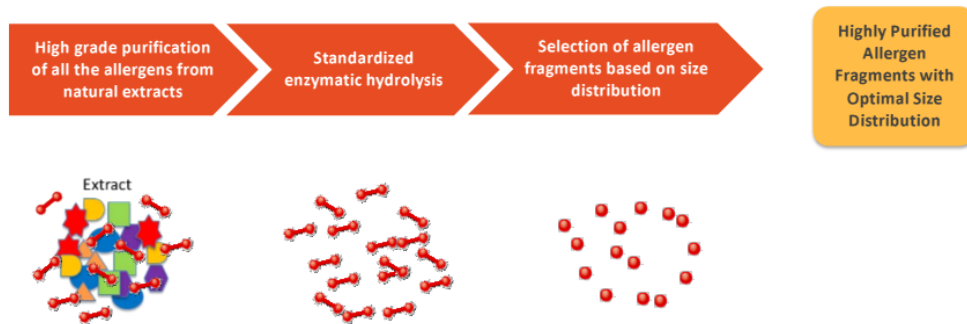 High grade purification
of all the allergens from
natural extracts
Standardized
enzymatic hydrolysis
Selection of allergen
fragments based on size
distribution
Highly Purified
Allergen
Fragments with
Optimal Size
Distribution
Extract